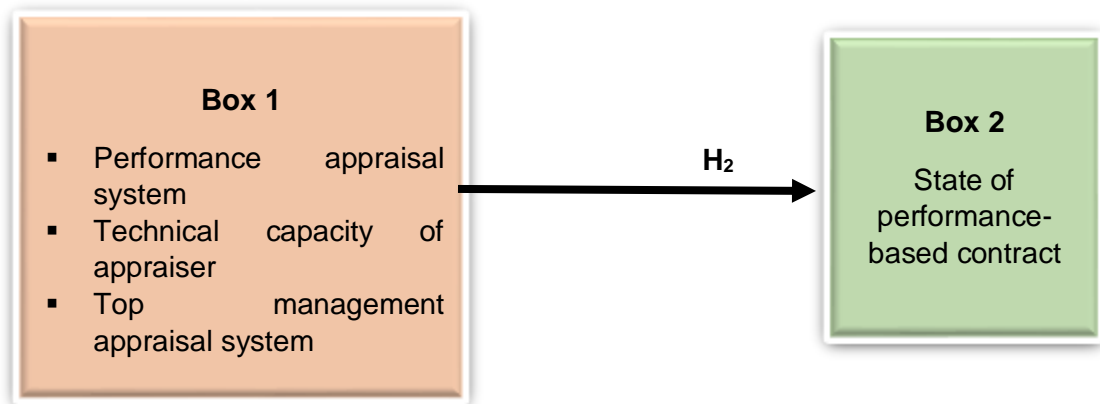 Box 1
▪ Performance appraisal
system
▪ Technical capacity of
appraiser
▪ Top management
appraisal system
H₂
Box 2
State of
performance-
based contract